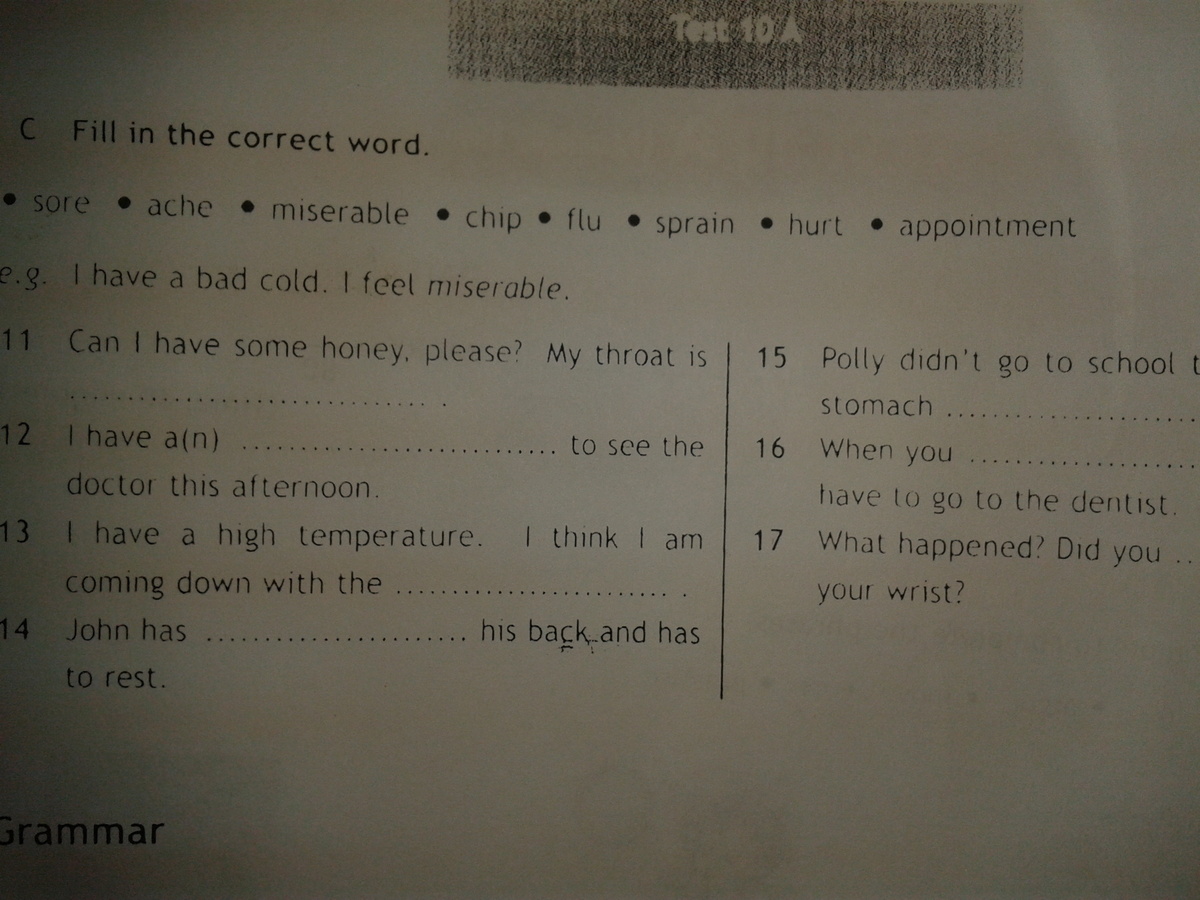 Test 10 A
C Fill in the correct word.
• sore • ache • miserable • chip • flu • sprain • hurt • appointment
e.g. I have a bad cold. I feel miserable.
11 Can I have some honey, please? My throat is
.................................. .
12 I have a(n) .............................. to see the
doctor this afternoon.
13 I have a high temperature. I think I am
coming down with the .......................... .
14 John has ......................... his back and has
to rest.
15 Polly didn't go to school
stomach ........................
16 When you ......................
have to go to the dentist.
17 What happened? Did you ..
your wrist?
Grammar